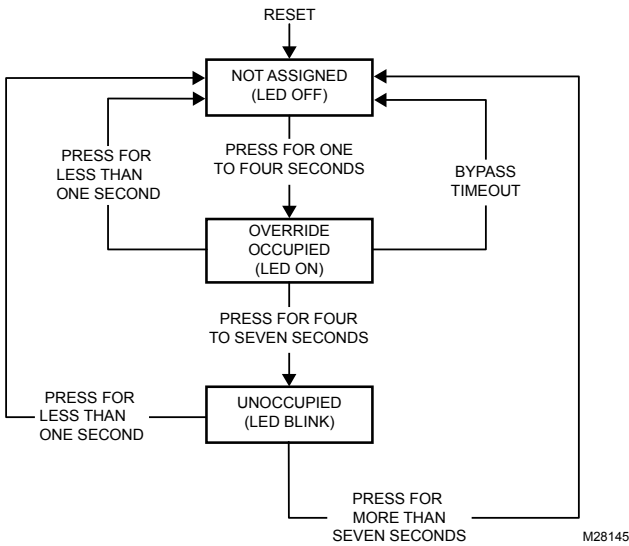 RESET
NOT ASSIGNED
(LED OFF)
PRESS FOR
LESS THAN
ONE SECOND
PRESS FOR ONE
TO FOUR SECONDS
BYPASS
TIMEOUT
OVERRIDE
OCCUPIED
(LED ON)
PRESS FOR FOUR
TO SEVEN SECONDS
PRESS FOR
LESS THAN
ONE SECOND
UNOCCUPIED
(LED BLINK)
PRESS FOR
MORE THAN
SEVEN SECONDS
M28145